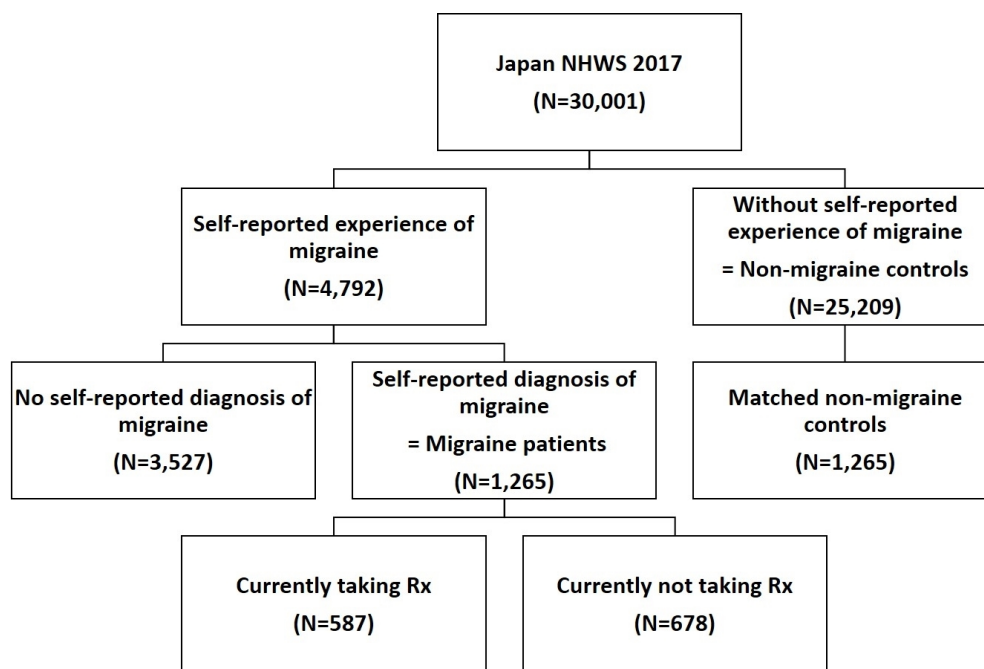 Japan NHWS 2017
(N=30,001)
Self-reported experience of
migraine
(N=4,792)
Without self-reported
experience of migraine
= Non-migraine controls
(N=25,209)
No self-reported diagnosis of
migraine
(N=3,527)
Self-reported diagnosis of
migraine
= Migraine patients
(N=1,265)
Matched non-migraine
controls
(N=1,265)
Currently taking Rx
(N=587)
Currently not taking Rx
(N=678)